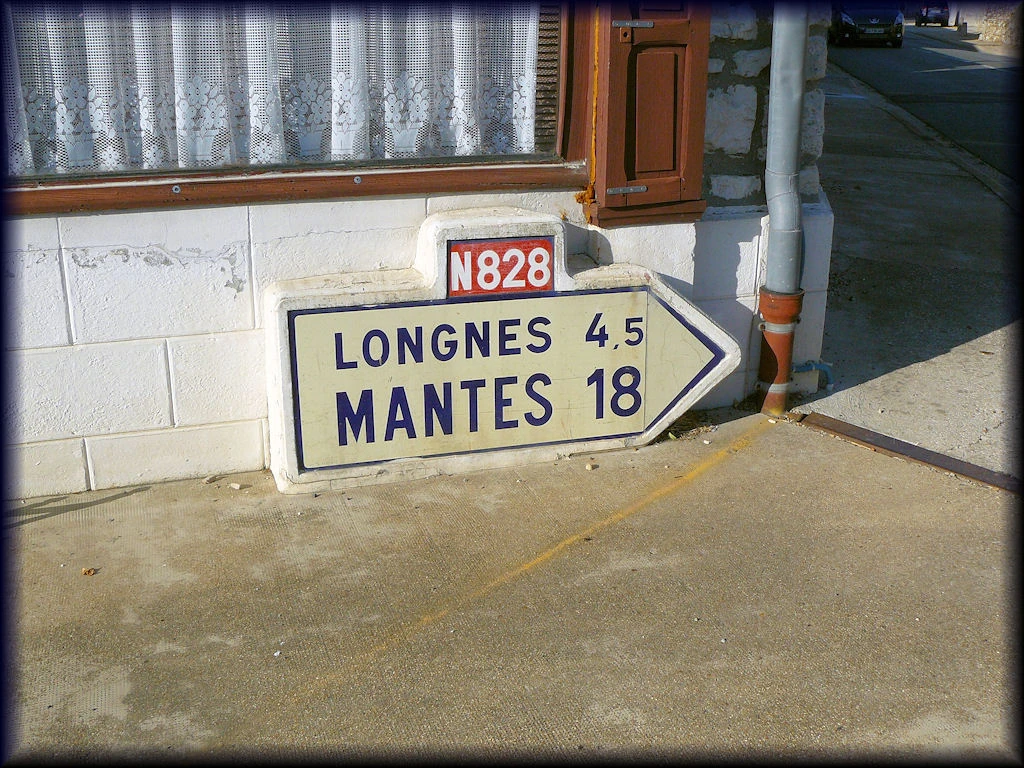 N828
LONGNES 4,5
MANTES 18